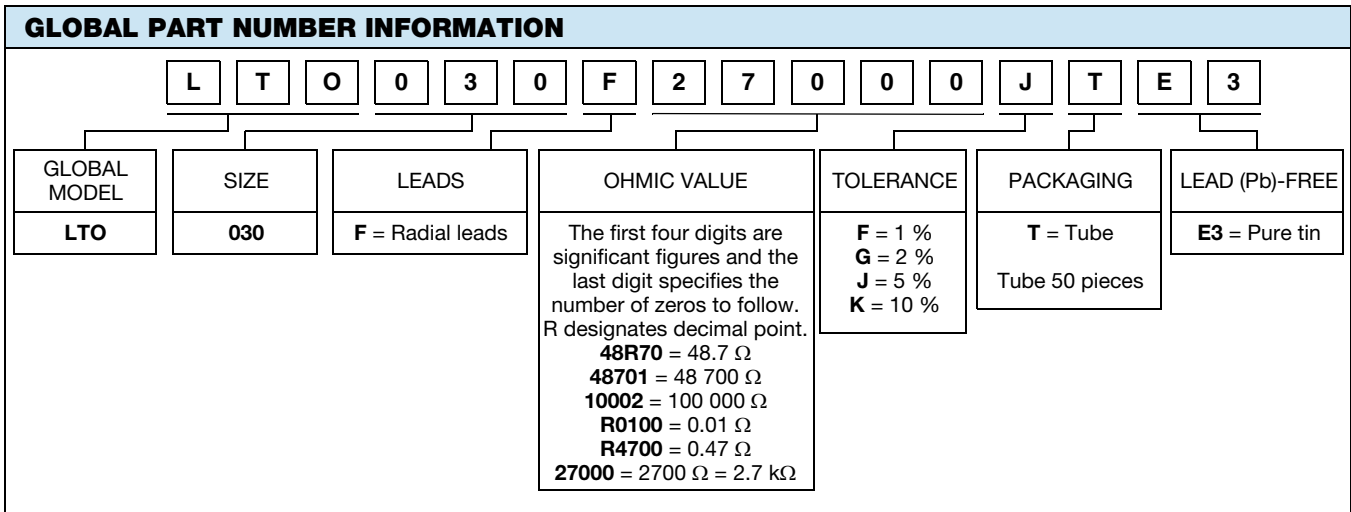 GLOBAL PART NUMBER INFORMATION
L T O 0 3 0 F 2 7 0 0 0 J T E 3
GLOBAL
MODEL
LTO
SIZE
030
LEADS
F = Radial leads
OHMIC VALUE
The first four digits are
significant figures and the
last digit specifies the
number of zeros to follow.
R designates decimal point.
48R70 = 48.7 Ω
48701 = 48 700 Ω
10002 = 100 000 Ω
R0100 = 0.01 Ω
R4700 = 0.47 Ω
27000 = 2700 Ω = 2.7 kΩ
TOLERANCE
F = 1 %
G = 2 %
J = 5 %
K = 10 %
PACKAGING
T = Tube
Tube 50 pieces
LEAD (Pb)-FREE
E3 = Pure tin